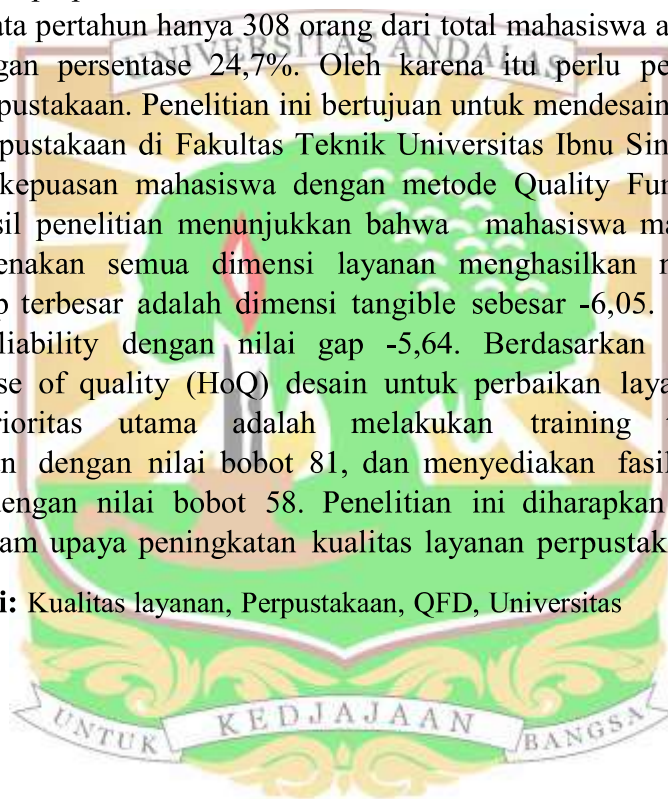 ata pertahun hanya 308 orang dari total mahasiswa a
UNIVERSITAS ANDALAS
gan persentase 24,7%. Oleh karena itu perlu pe
pustakaan. Penelitian ini bertujuan untuk mendesain
pustakaan di Fakultas Teknik Universitas Ibnu Sin
kepuasan mahasiswa dengan metode Quality Fun
sil penelitian menunjukkan bahwa mahasiswa ma
enakan semua dimensi layanan menghasilkan n
p terbesar adalah dimensi tangible sebesar -6,05.
liability dengan nilai gap -5,64. Berdasarkan
se of quality (HoQ) desain untuk perbaikan laya
rioritas utama adalah melakukan training
an dengan nilai bobot 81, dan menyediakan fasil
dengan nilai bobot 58. Penelitian ini diharapkan
am upaya peningkatan kualitas layanan perpustak
i: Kualitas layanan, Perpustakaan, QFD, Universitas
UNTUK KEDJAJAAN BANGSA